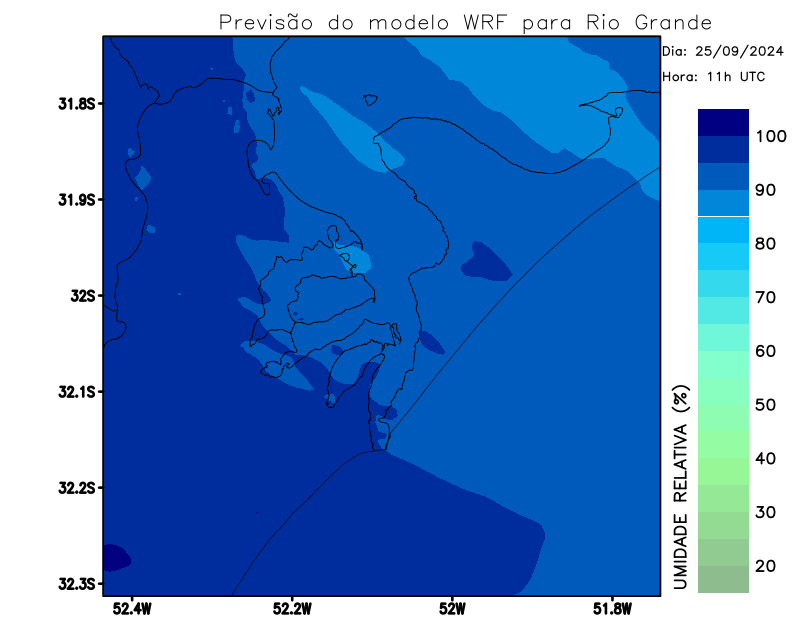 Previsão do modelo WRF para Rio Grande
Dia: 25/09/2024
Hora: 11h UTC
31.8S
31.9S
32S
32.1S
32.2S
32.3S
52.4W
52.2W
52W
51.8W
UMIDADE RELATIVA (%)
100
90
80
70
60
50
40
30
20